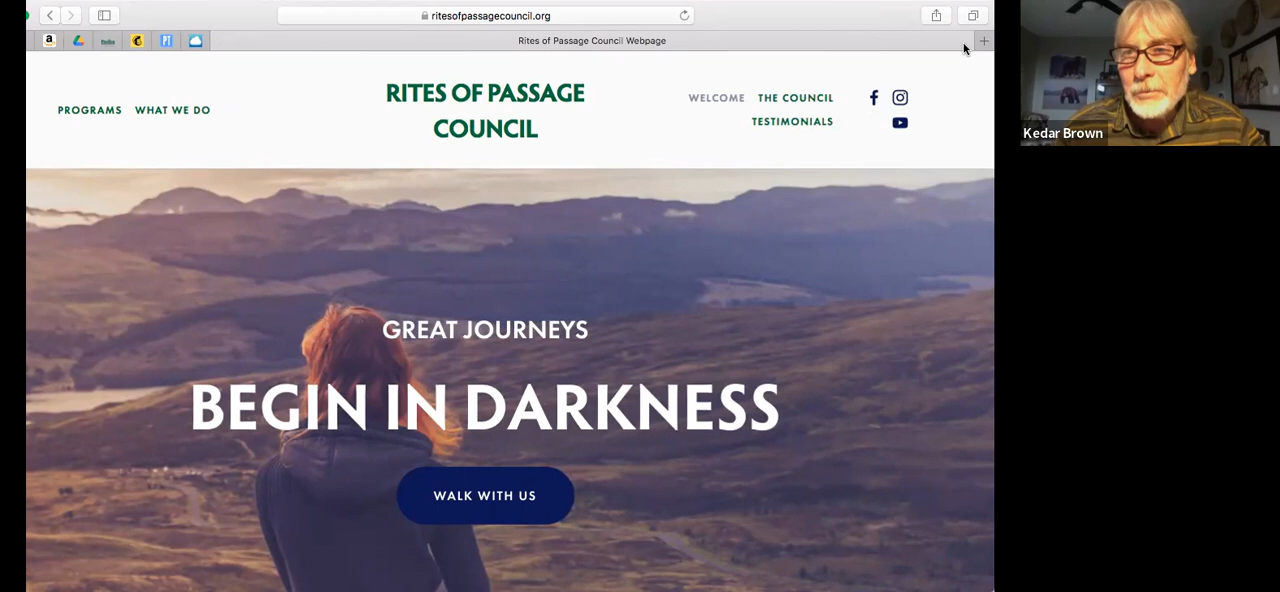 ritesofpassagecouncil.org
Rites of Passage Council Webpage
PROGRAMS WHAT WE DO
RITES OF PASSAGE
COUNCIL
WELCOME THE COUNCIL
TESTIMONIALS
GREAT JOURNEYS
BEGIN IN DARKNESS
WALK WITH US
Kedar Brown